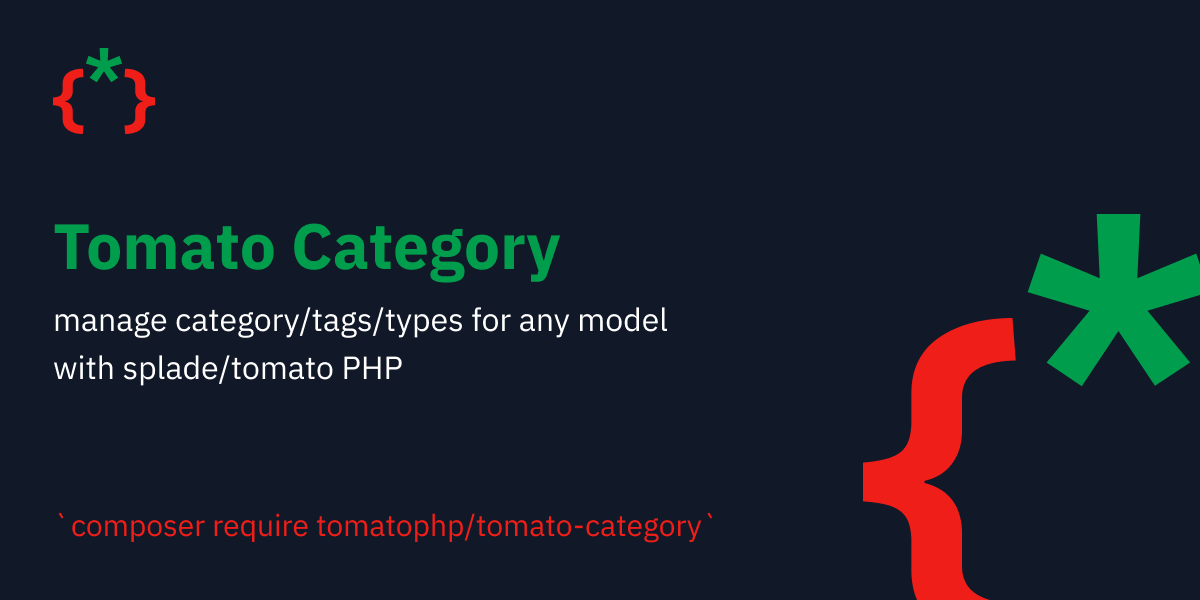 {*}
Tomato Category
manage category/tags/types for any model
with splade/tomato PHP
`composer require tomatophp/tomato-category`